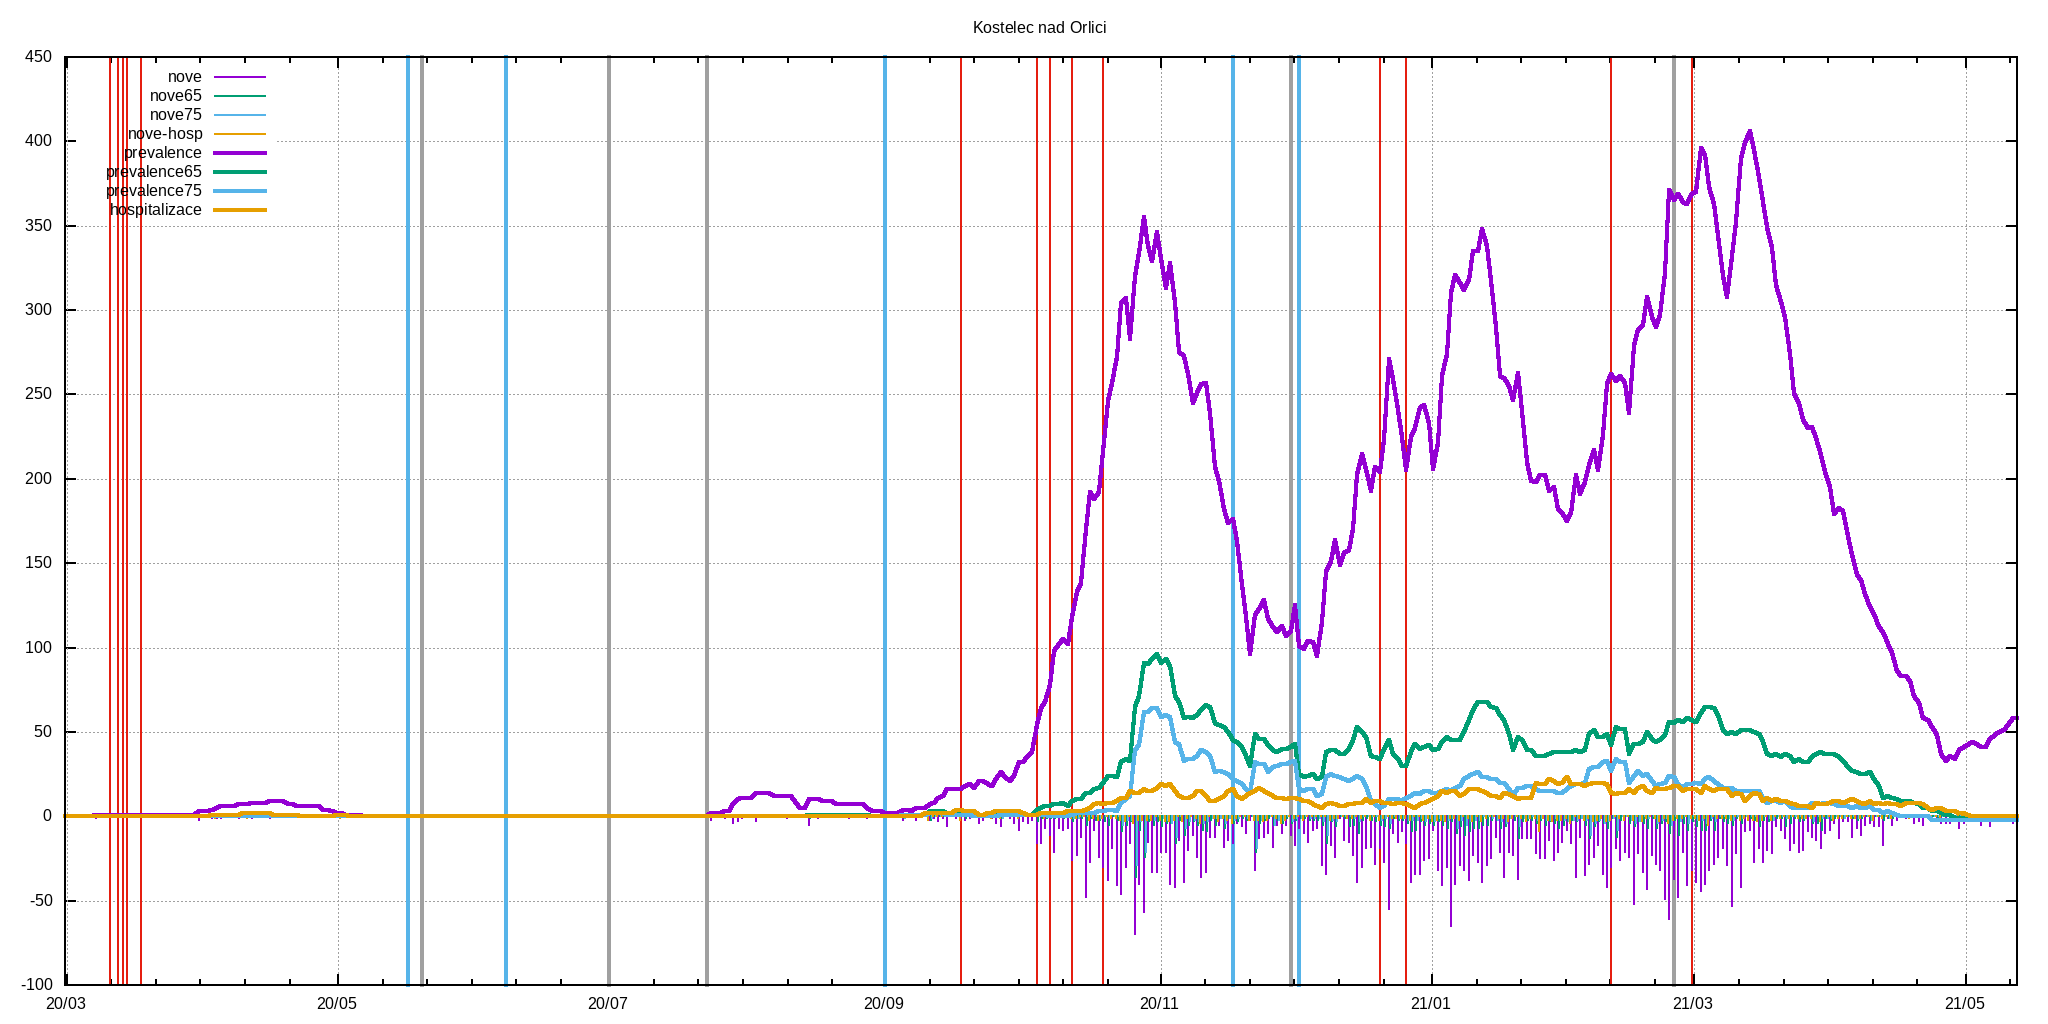 Kostelec nad Orlici
450
400
350
300
250
200
150
100
50
0
-50
-100
nove
nove65
nove75
nove-hosp
prevalence
prevalence65
prevalence75
hospitalizace
20/03 20/05 20/07 20/09 20/11 21/01 21/03 21/05